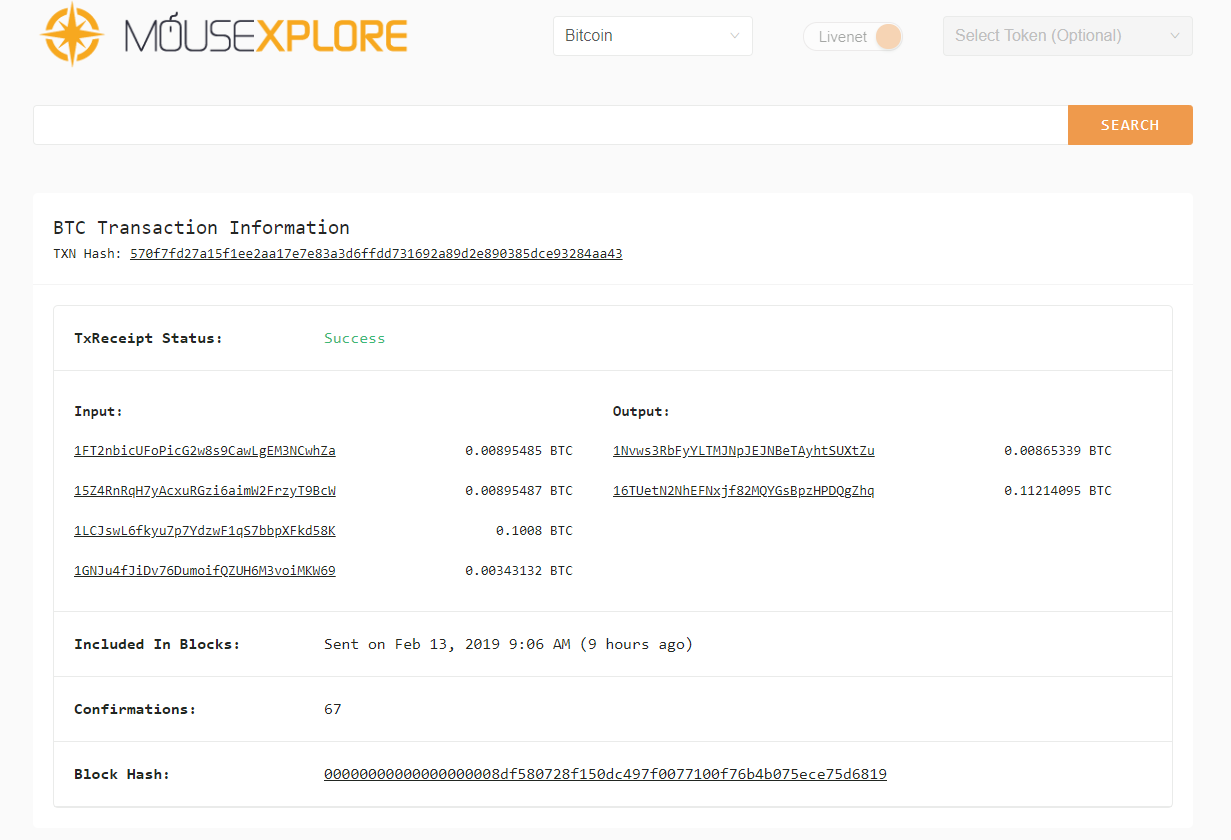 MOUSEXPLORE
Bitcoin
Livenet
Select Token (Optional)
SEARCH
BTC Transaction Information
TXN Hash: 570f7fd27a15f1ee2aa17e7e83a3d6ffdd731692a89d2e890385dce93284aa43
TxReceipt Status: Success
Input: Output:
1FT2nbicUFoPicG2w8s9CawLgEM3NCwhZa 0.00895485 BTC 1Nvws3RbFyYLTMJNpJEJNBeTAyhtSUXtZu 0.00865339 BTC
15Z4RnRqH7yAcxuRGzi6aimW2FrzyT9BcW 0.00895487 BTC 16TUetN2NhEFNxjf82MQYGsBpzHPDQgZhq 0.11214095 BTC
1LCJswL6fkyu7p7YdzwF1qS7bbpXFkd58K 0.1008 BTC
1GNJu4fJiDv76DumoifQZUH6M3voiMKW69 0.00343132 BTC
Included In Blocks: Sent on Feb 13, 2019 9:06 AM (9 hours ago)
Confirmations: 67
Block Hash: 00000000000000000008df580728f150dc497f0077100f76b4b075ece75d6819